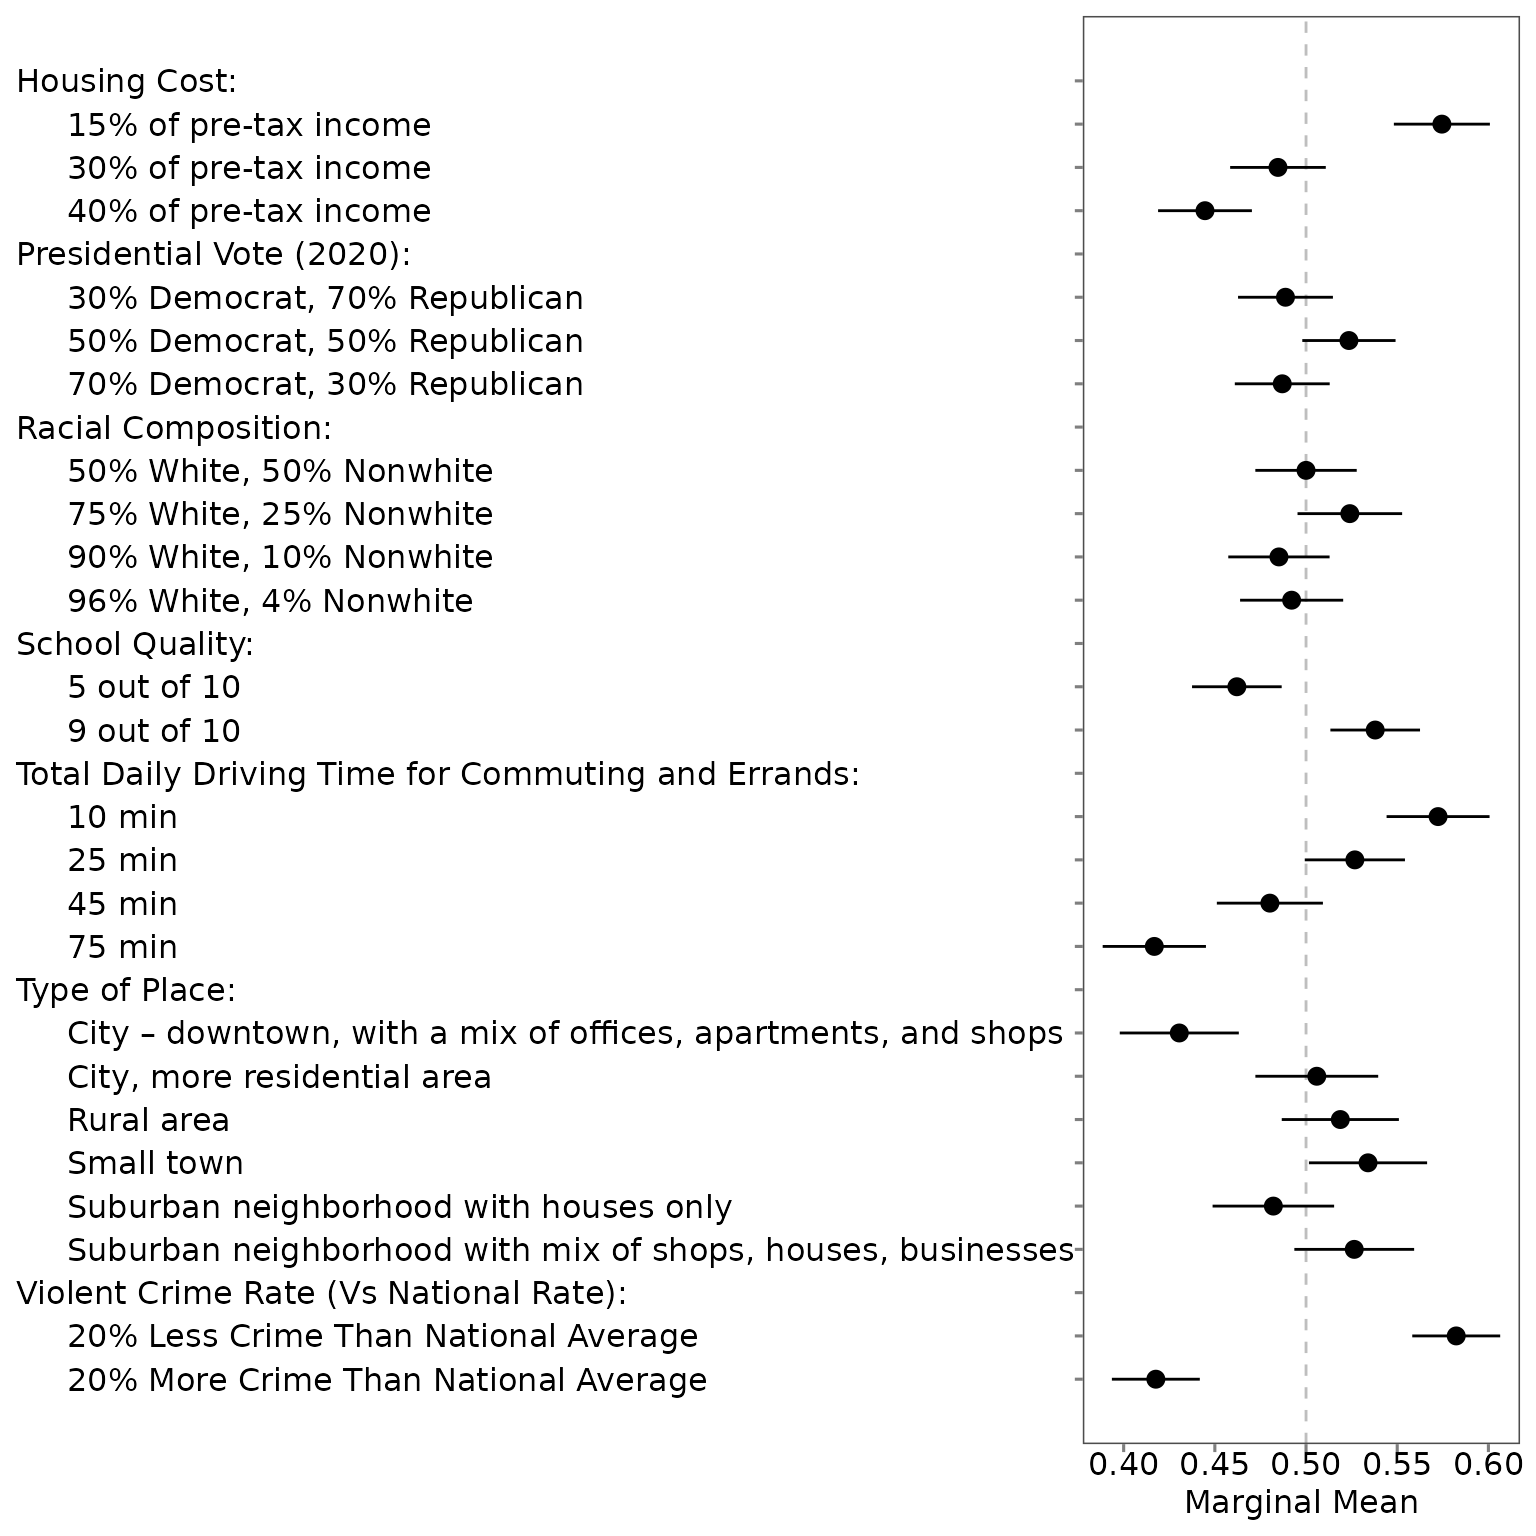 Housing Cost:
15% of pre-tax income
30% of pre-tax income
40% of pre-tax income
Presidential Vote (2020):
30% Democrat, 70% Republican
50% Democrat, 50% Republican
70% Democrat, 30% Republican
Racial Composition:
50% White, 50% Nonwhite
75% White, 25% Nonwhite
90% White, 10% Nonwhite
96% White, 4% Nonwhite
School Quality:
5 out of 10
9 out of 10
Total Daily Driving Time for Commuting and Errands:
10 min
25 min
45 min
75 min
Type of Place:
City – downtown, with a mix of offices, apartments, and shops
City, more residential area
Rural area
Small town
Suburban neighborhood with houses only
Suburban neighborhood with mix of shops, houses, businesses
Violent Crime Rate (Vs National Rate):
20% Less Crime Than National Average
20% More Crime Than National Average
0.40 0.45 0.50 0.55 0.60
Marginal Mean